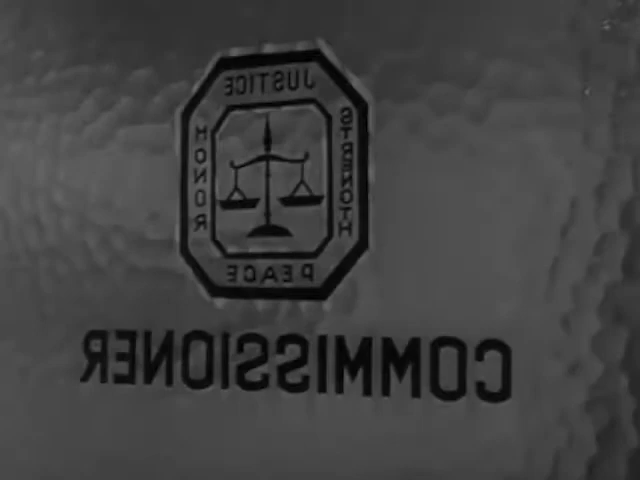 JUSTICE
STRENGTH
HONOR
PEACE
COMMISSIONER